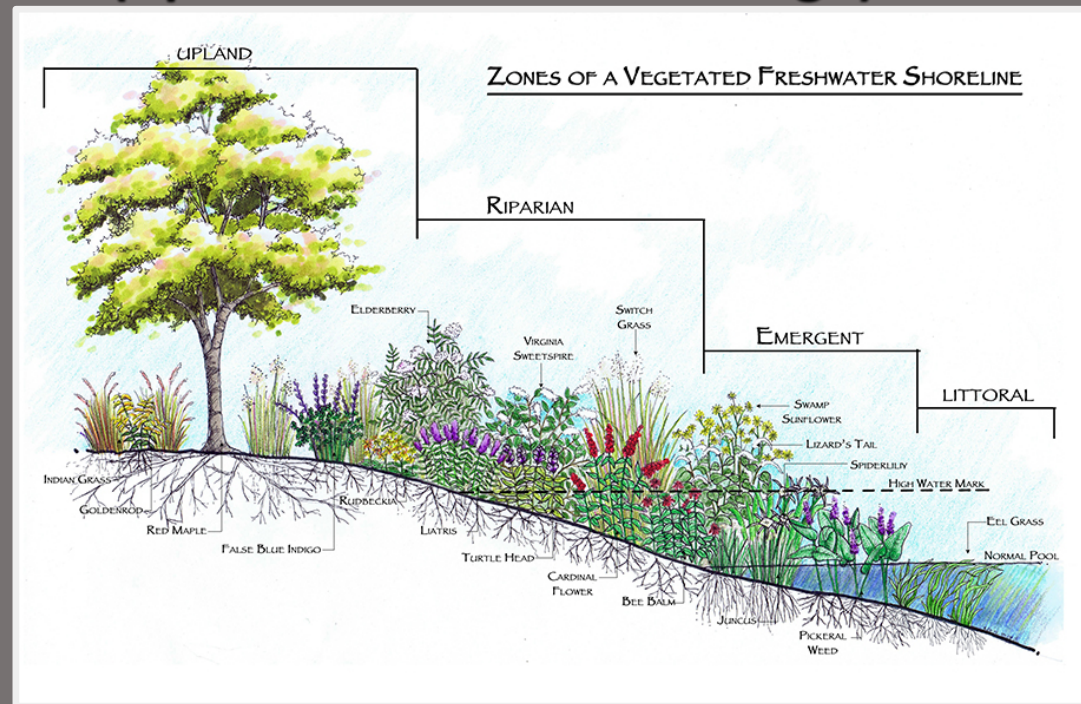 UPLAND
ZONES OF A VEGETATED FRESHWATER SHORELINE
RIPARIAN
ELDERBERRY
SWITCH
GRASS
VIRGINIA
SWEETSPIRE
EMERGENT
LITTORAL
SWAMP
SUNFLOWER
LIZARD'S TAIL
SPIDERLILIY
HIGH WATER MARK
INDIAN GRASS
GOLDENROD
RED MAPLE
FALSE BLUE INDIGO
RUDBECKIA
LIATRIS
TURTLE HEAD
CARDINAL
FLOWER
BEE BALM
JUNCUS
PICKERAL
WEED
EEL GRASS
NORMAL POOL